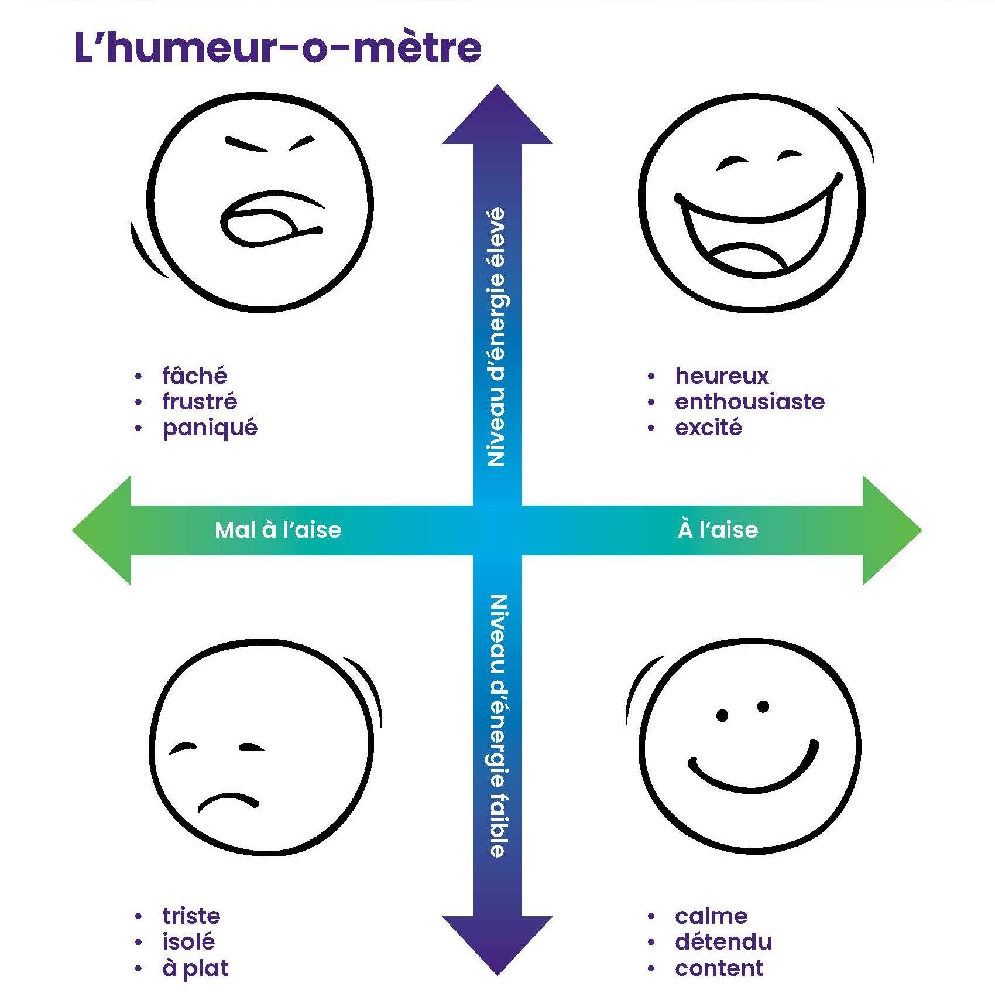 L’humeur-o-mètre
Niveau d’énergie élevé
• fâché
• frustré
• paniqué
• heureux
• enthousiaste
• excité
Mal à l’aise
À l’aise
Niveau d’énergie faible
• triste
• isolé
• à plat
• calme
• détendu
• content